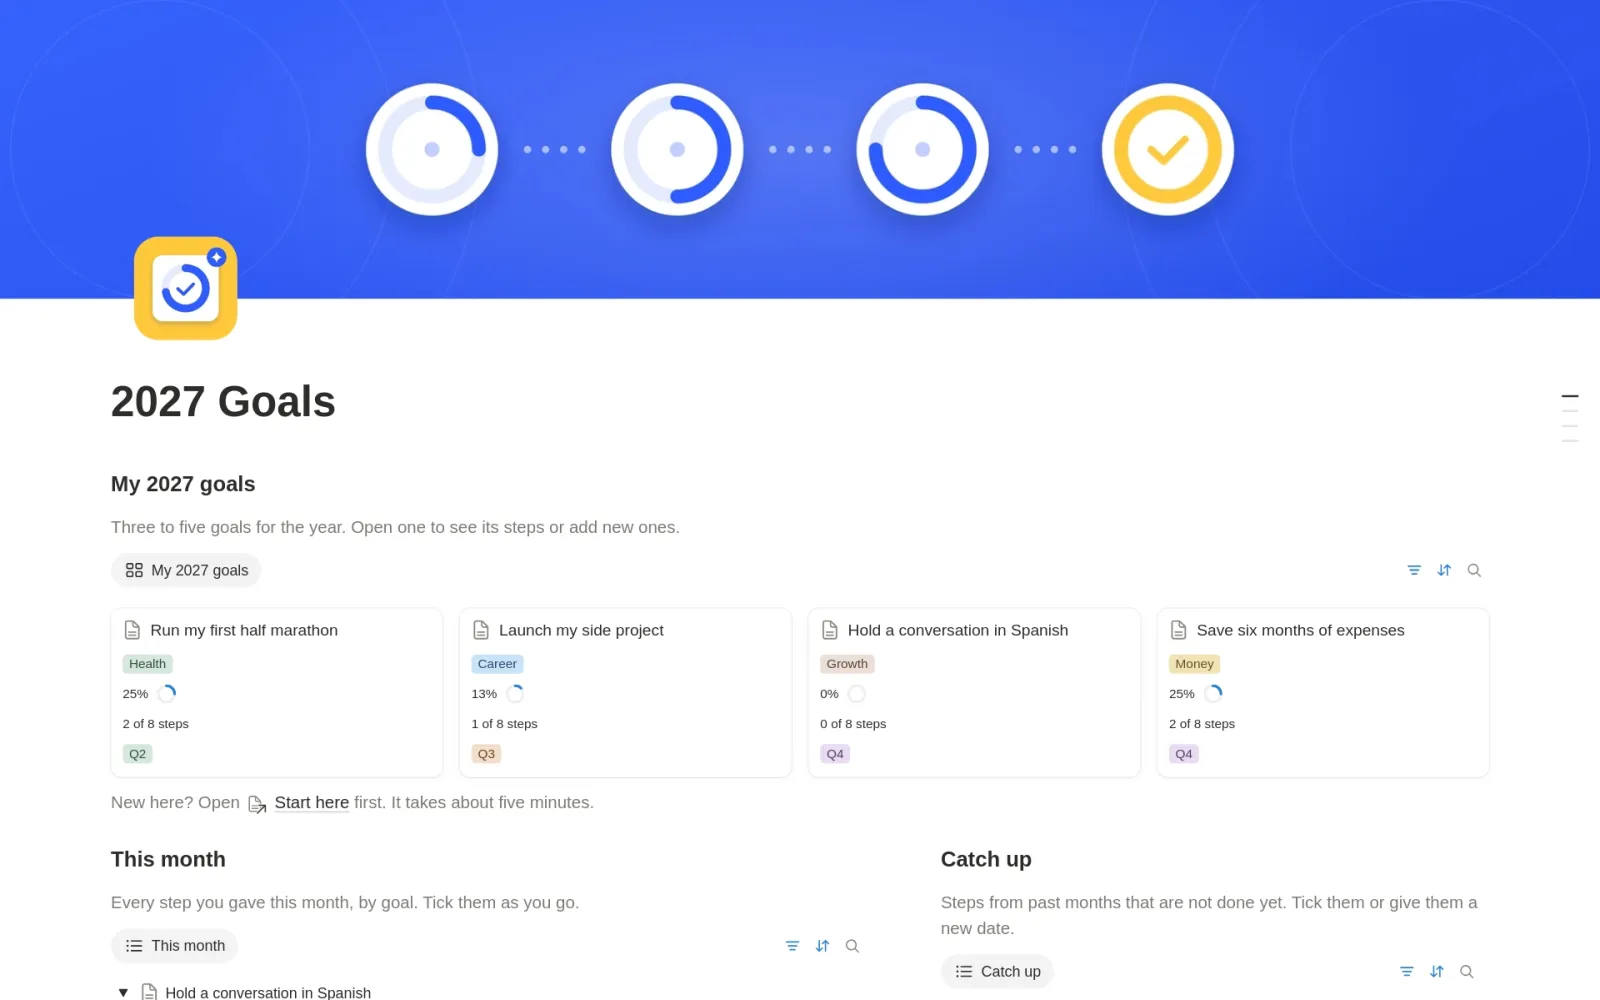 2027 Goals
My 2027 goals
Three to five goals for the year. Open one to see its steps or add new ones.
My 2027 goals
Run my first half marathon
Health
25%
2 of 8 steps
Q2
Launch my side project
Career
13%
1 of 8 steps
Q3
Hold a conversation in Spanish
Growth
0%
0 of 8 steps
Q4
Save six months of expenses
Money
25%
2 of 8 steps
Q4
New here? Open Start here first. It takes about five minutes.
This month
Every step you gave this month, by goal. Tick them as you go.
This month
Hold a conversation in Spanish
Catch up
Steps from past months that are not done yet. Tick them or give them a
new date.
Catch up